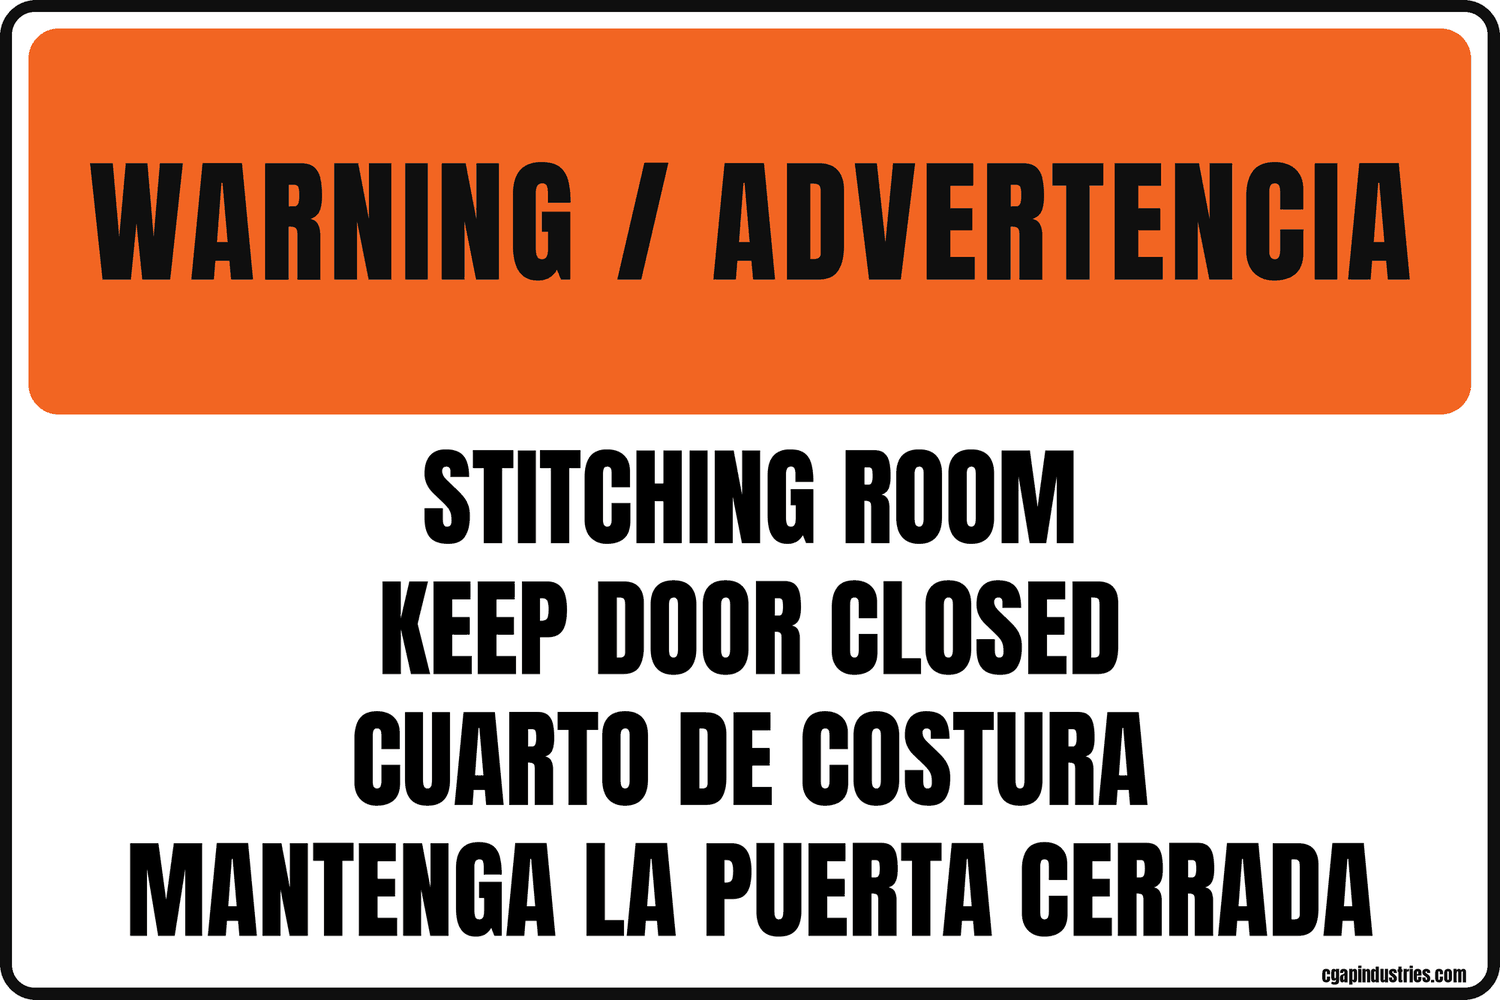 WARNING / ADVERTENCIA
STITCHING ROOM
KEEP DOOR CLOSED
CUARTO DE COSTURA
MANTENGA LA PUERTA CERRADA
cgapindustries.com